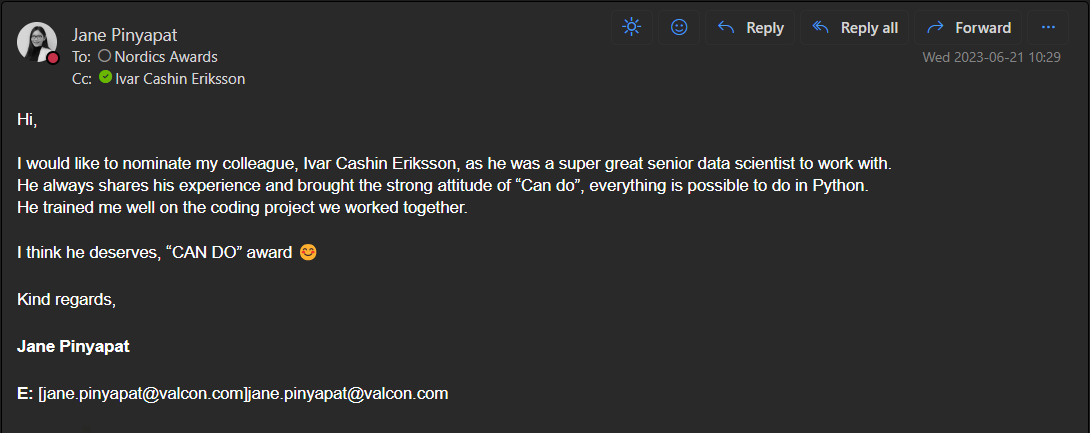 Jane Pinyapat
To: Nordics Awards
Cc: Ivar Cashin Eriksson
Reply
Reply all
Forward
Wed 2023-06-21 10:29
Hi,
I would like to nominate my colleague, Ivar Cashin Eriksson, as he was a super great senior data scientist to work with.
He always shares his experience and brought the strong attitude of “Can do”, everything is possible to do in Python.
He trained me well on the coding project we worked together.
I think he deserves, “CAN DO” award 😊
Kind regards,
Jane Pinyapat
E: [jane.pinyapat@valcon.com]jane.pinyapat@valcon.com